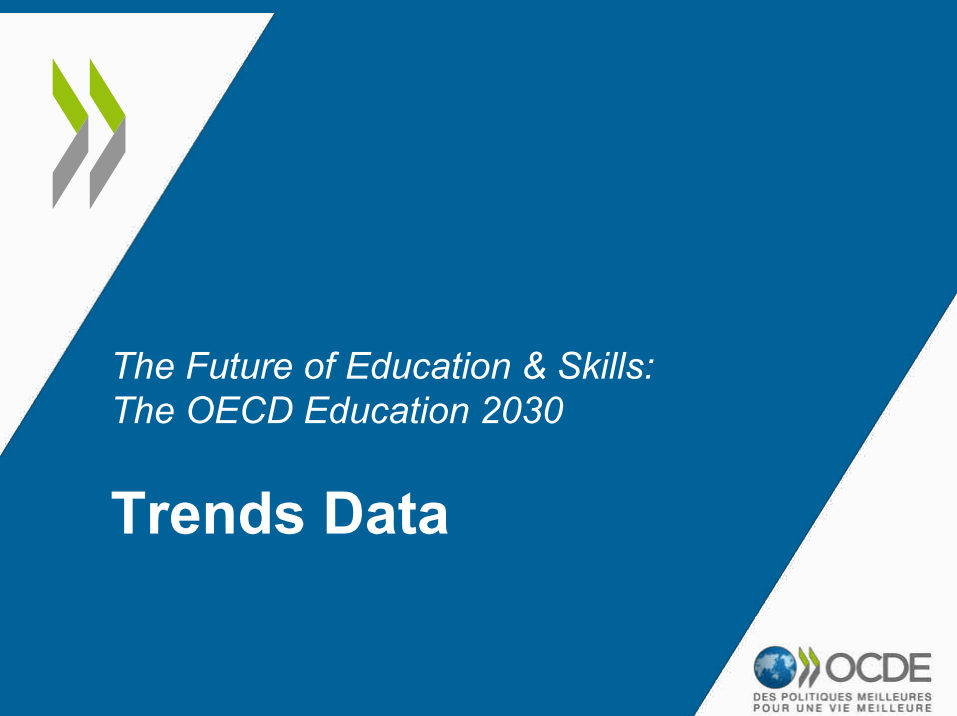 The Future of Education & Skills:
The OECD Education 2030
Trends Data
OCDE
DES POLITIQUES MEILLEURES
POUR UNE VIE MEILLEURE